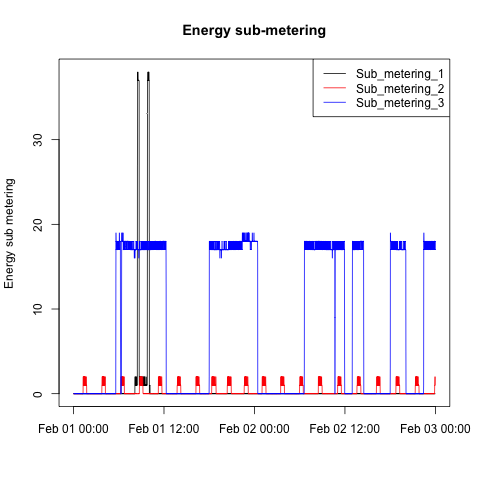 Energy sub-metering
Sub_metering_1
Sub_metering_2
Sub_metering_3
Energy sub metering
30
20
10
0
Feb 01 00:00 Feb 01 12:00 Feb 02 00:00 Feb 02 12:00 Feb 03 00:00